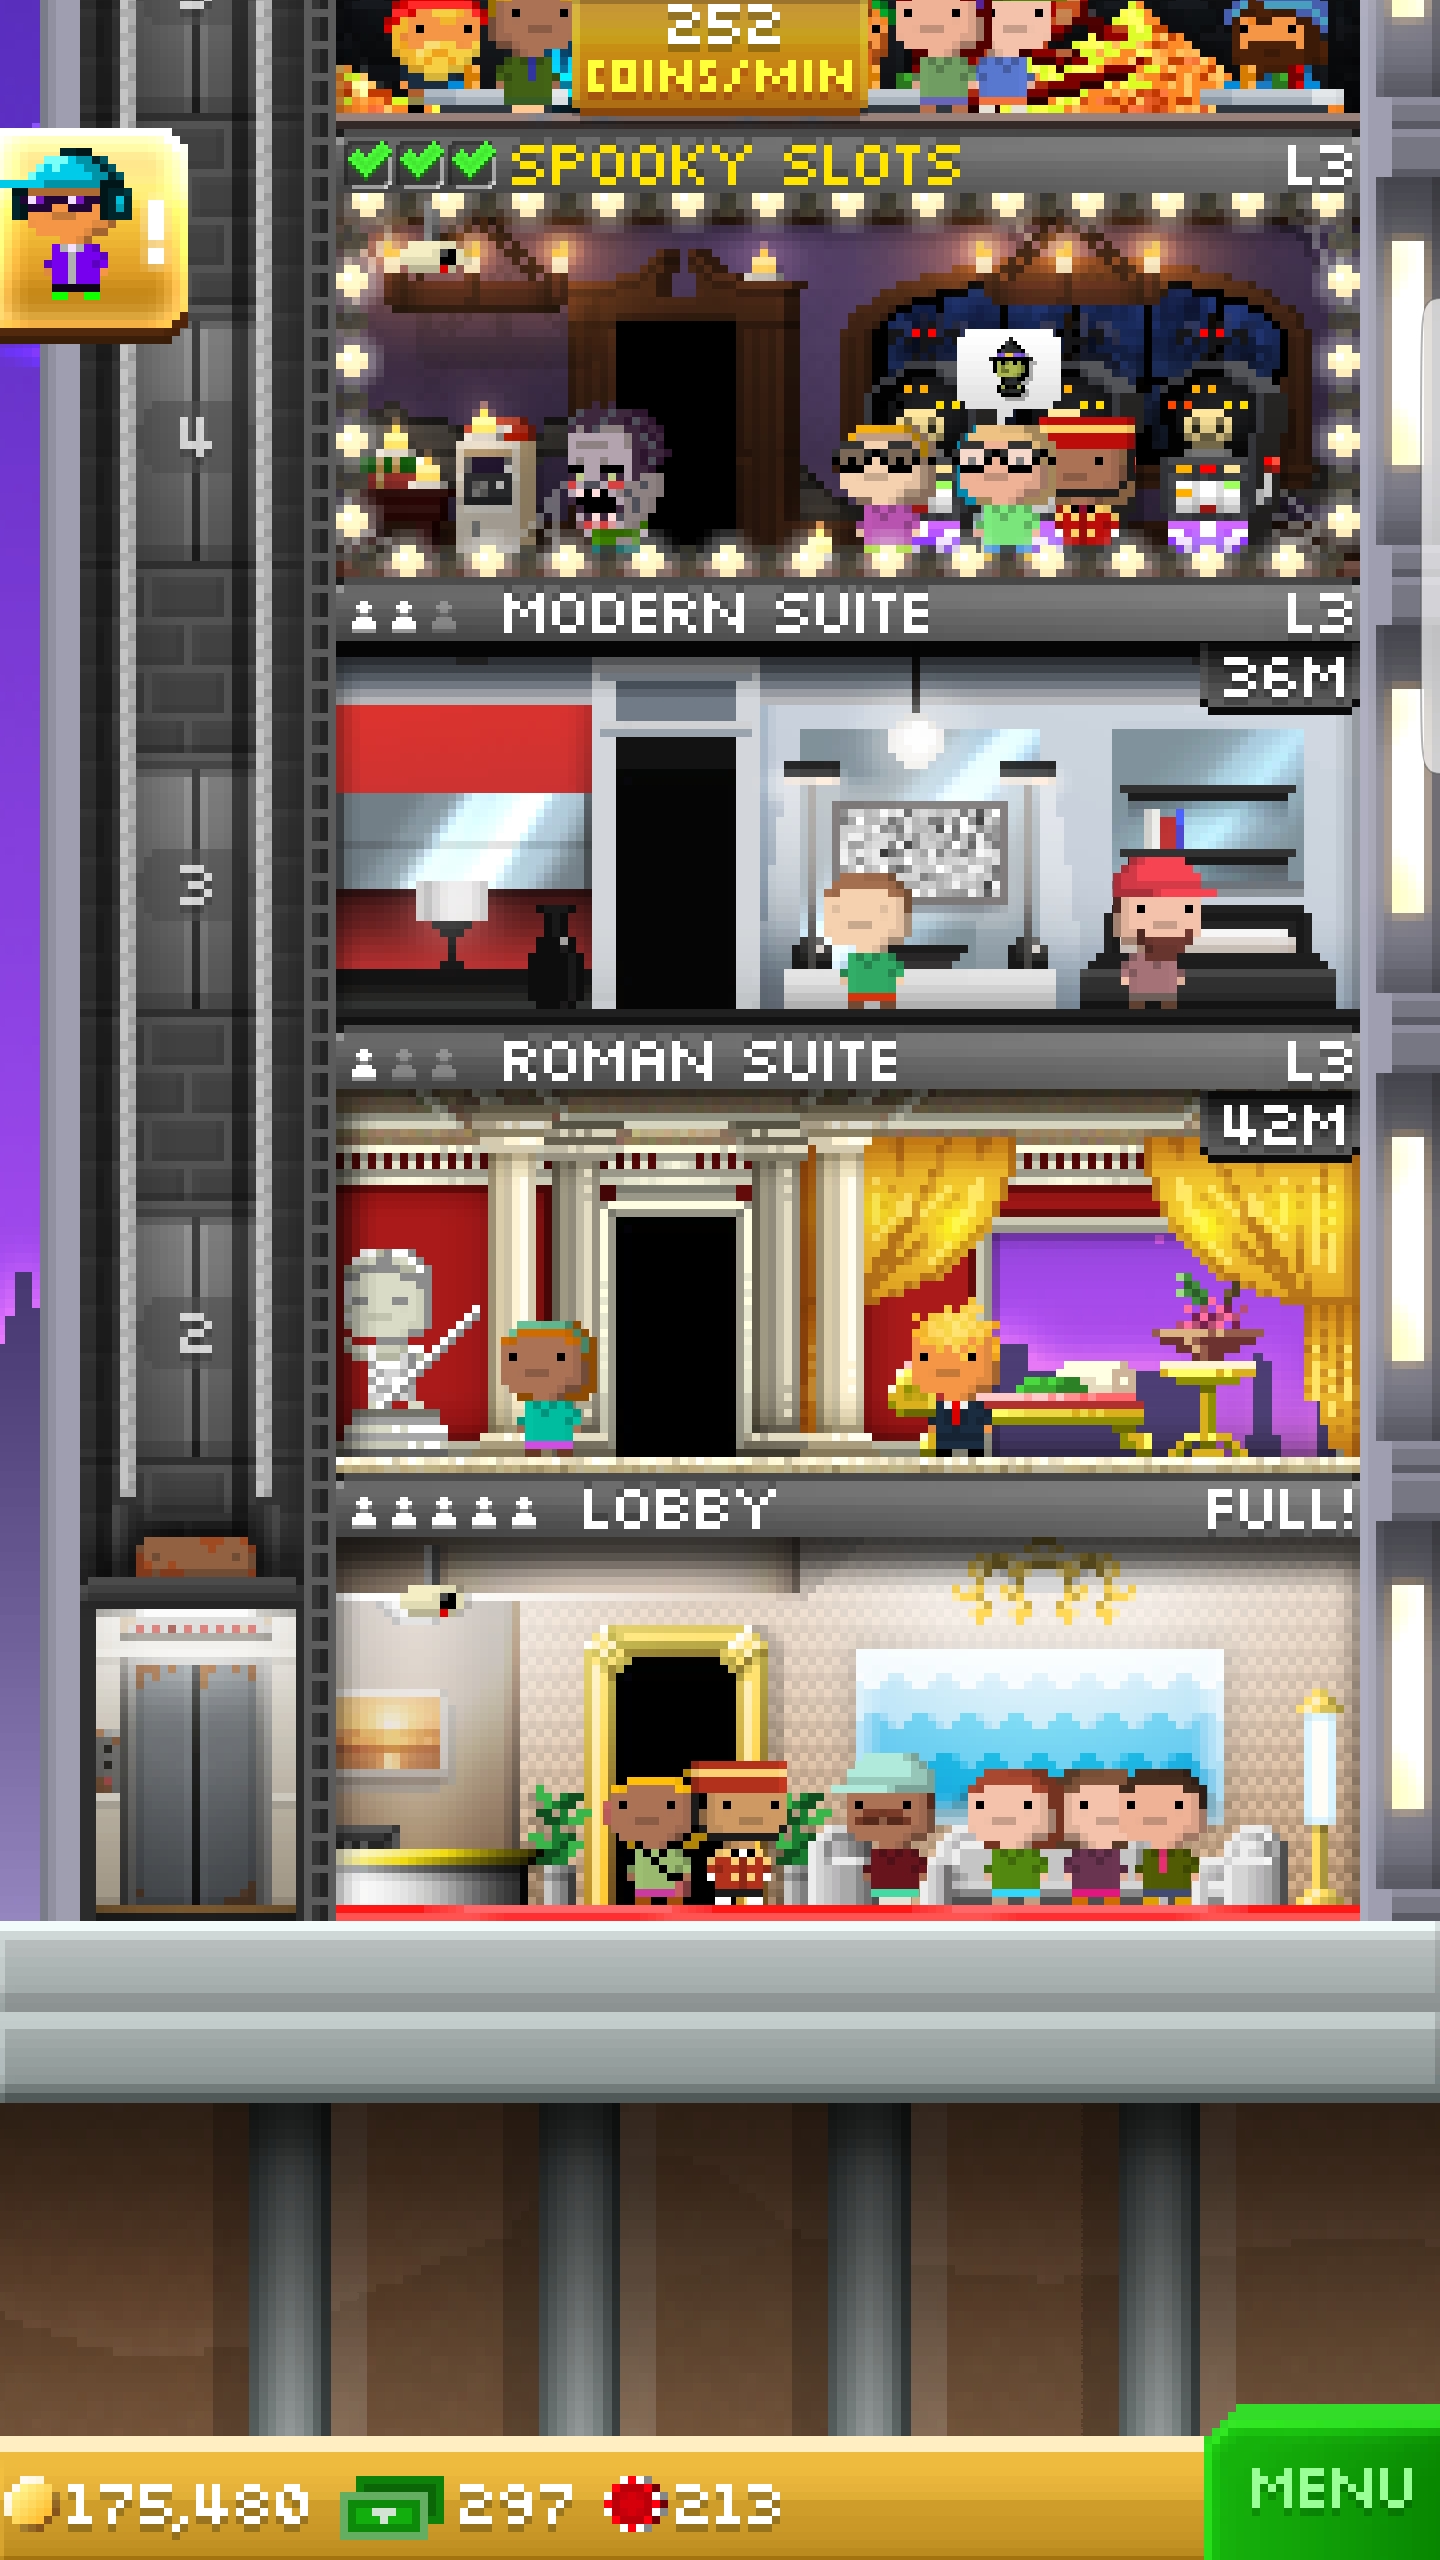 252
COINS/MIN
SPOOKY SLOTS L3
!
4
MODERN SUITE L3
36M
3
ROMAN SUITE L3
42M
2
LOBBY FULL!
175,480 297 213
MENU